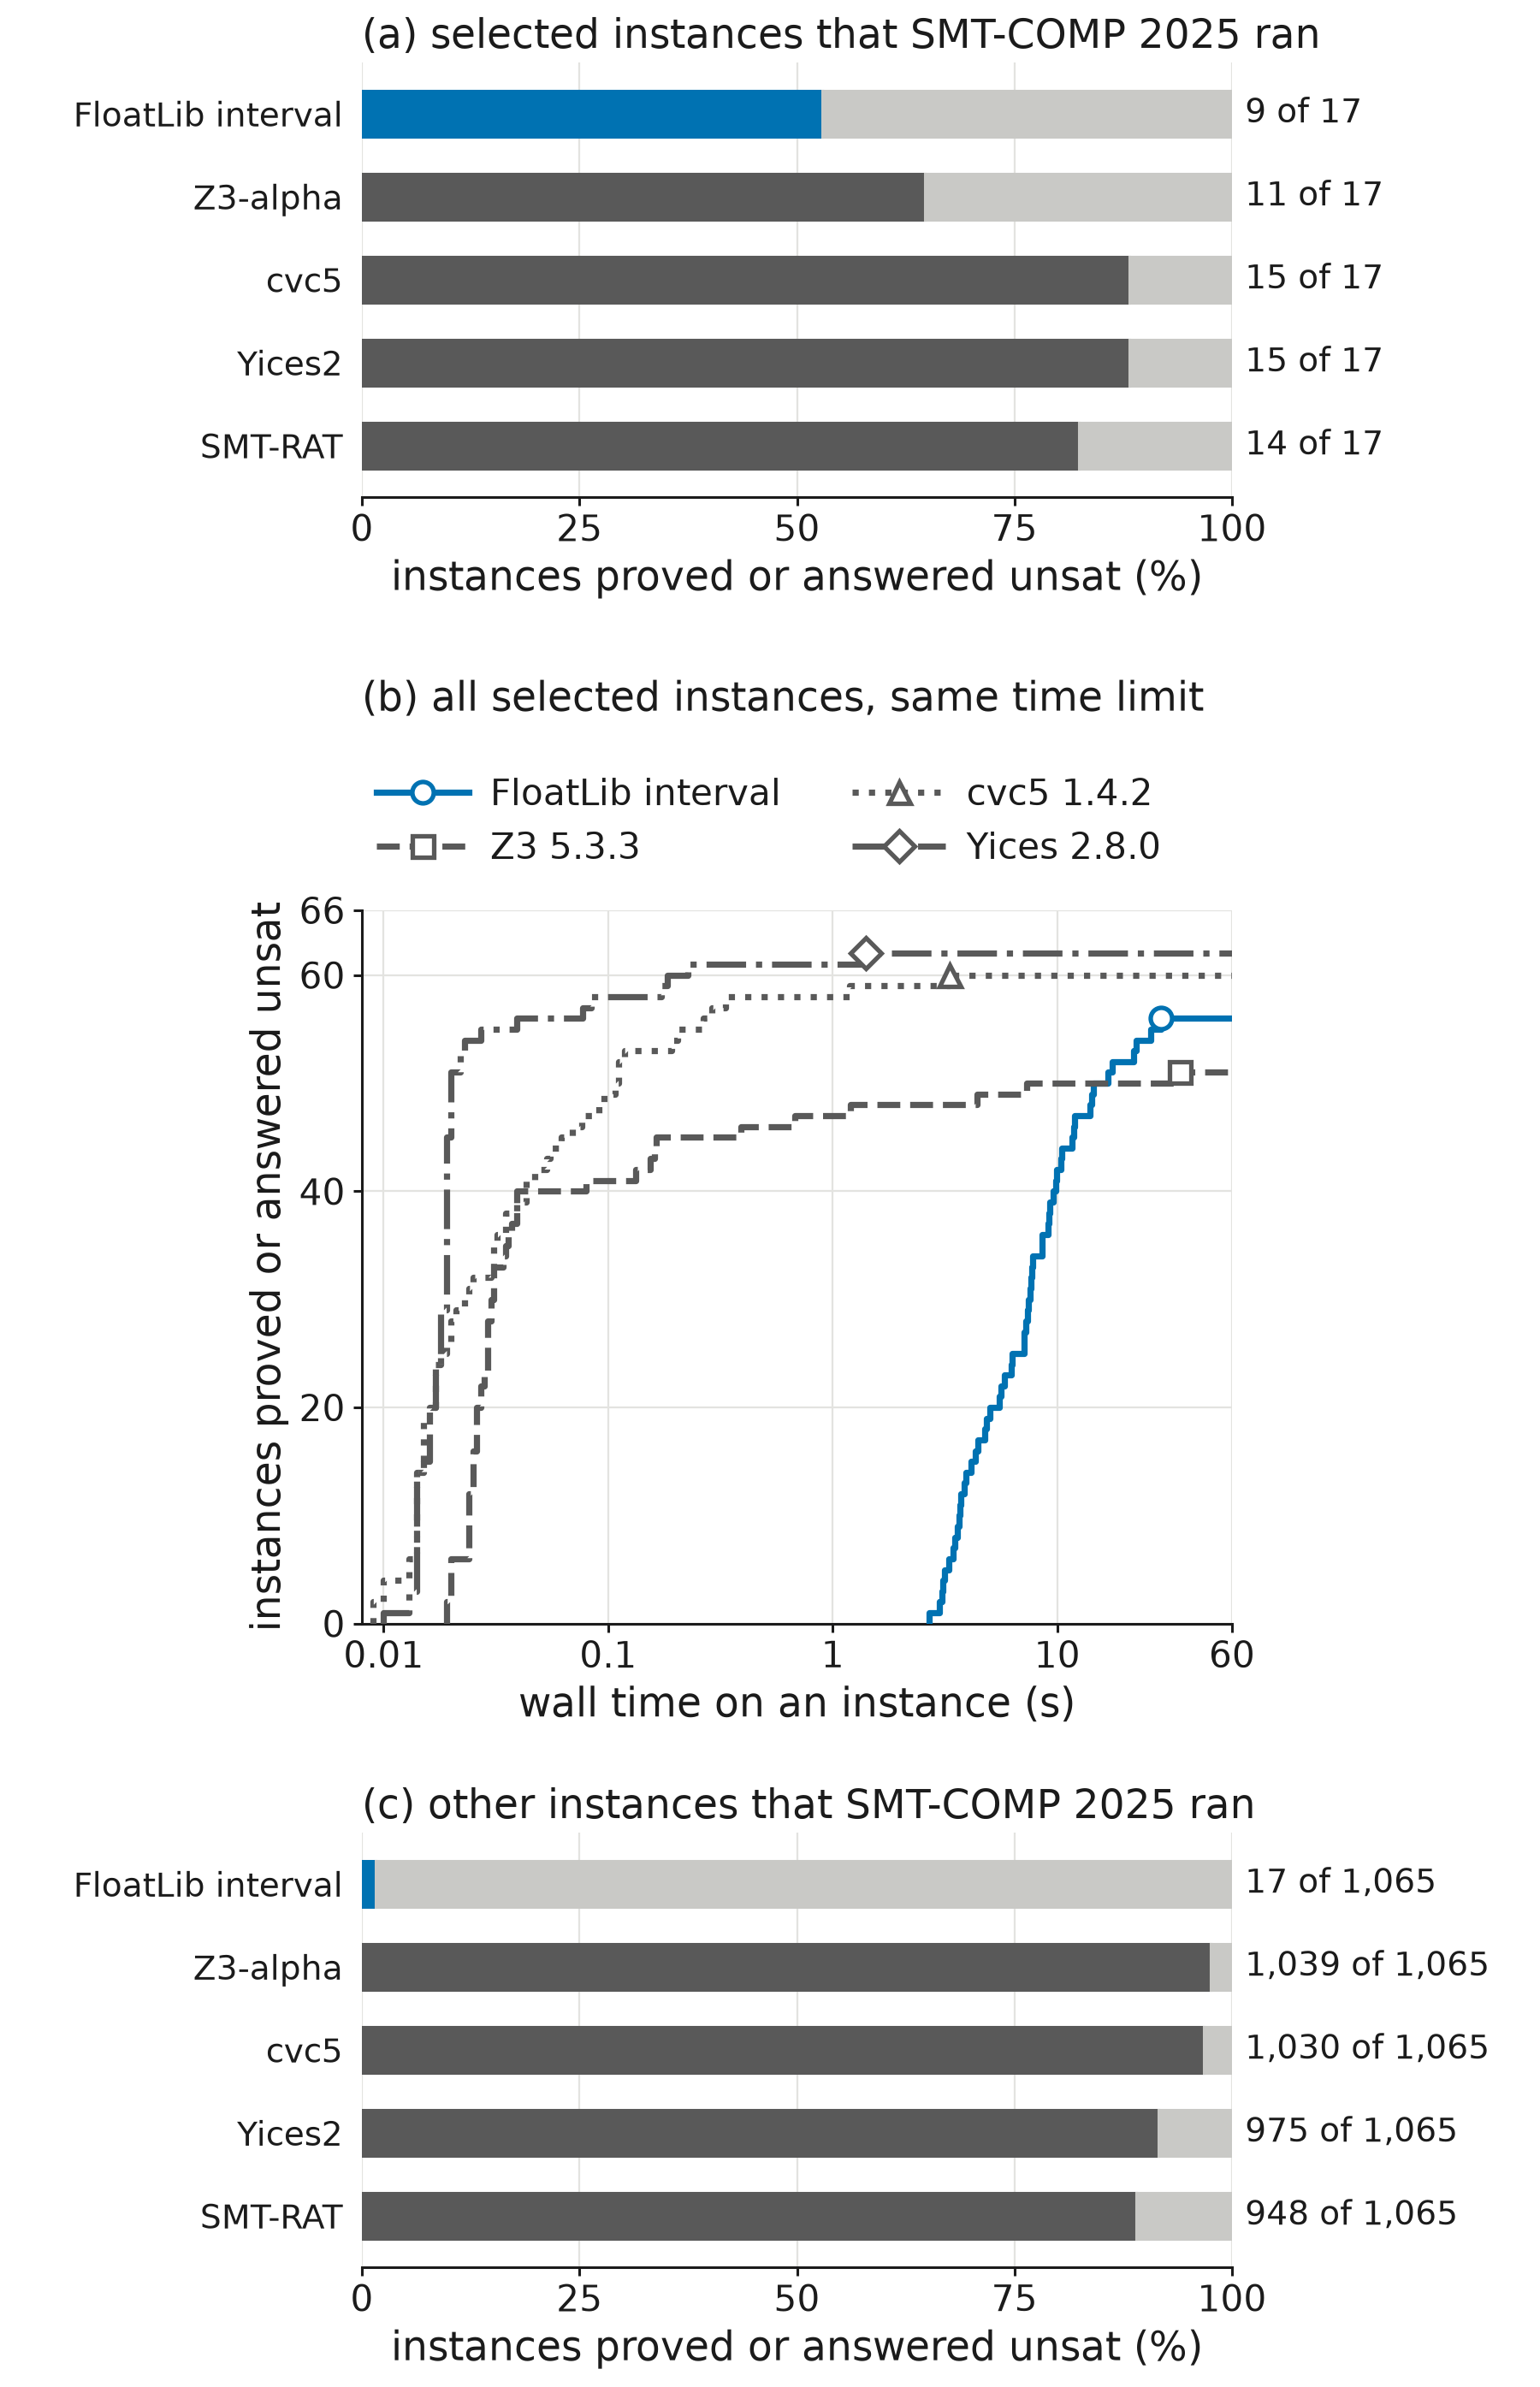 (a) selected instances that SMT-COMP 2025 ran
FloatLib interval 9 of 17
Z3-alpha 11 of 17
cvc5 15 of 17
Yices2 15 of 17
SMT-RAT 14 of 17
0 25 50 75 100
instances proved or answered unsat (%)
(b) all selected instances, same time limit
FloatLib interval cvc5 1.4.2
Z3 5.3.3 Yices 2.8.0
instances proved or answered unsat
66
60
40
20
0
0.01 0.1 1 10 60
wall time on an instance (s)
(c) other instances that SMT-COMP 2025 ran
FloatLib interval 17 of 1,065
Z3-alpha 1,039 of 1,065
cvc5 1,030 of 1,065
Yices2 975 of 1,065
SMT-RAT 948 of 1,065
0 25 50 75 100
instances proved or answered unsat (%)